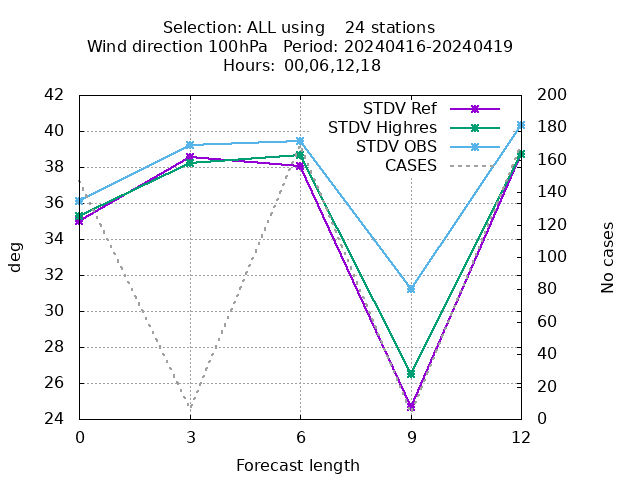 Selection: ALL using    24 stations
Wind direction 100hPa   Period: 20240416-20240419
Hours:  00,06,12,18
STDV Ref
STDV Highres
STDV OBS
CASES
deg
42
40
38
36
34
32
30
28
26
24
200
180
160
140
120
100
80
60
40
20
0
No cases
0
3
6
9
12
Forecast length